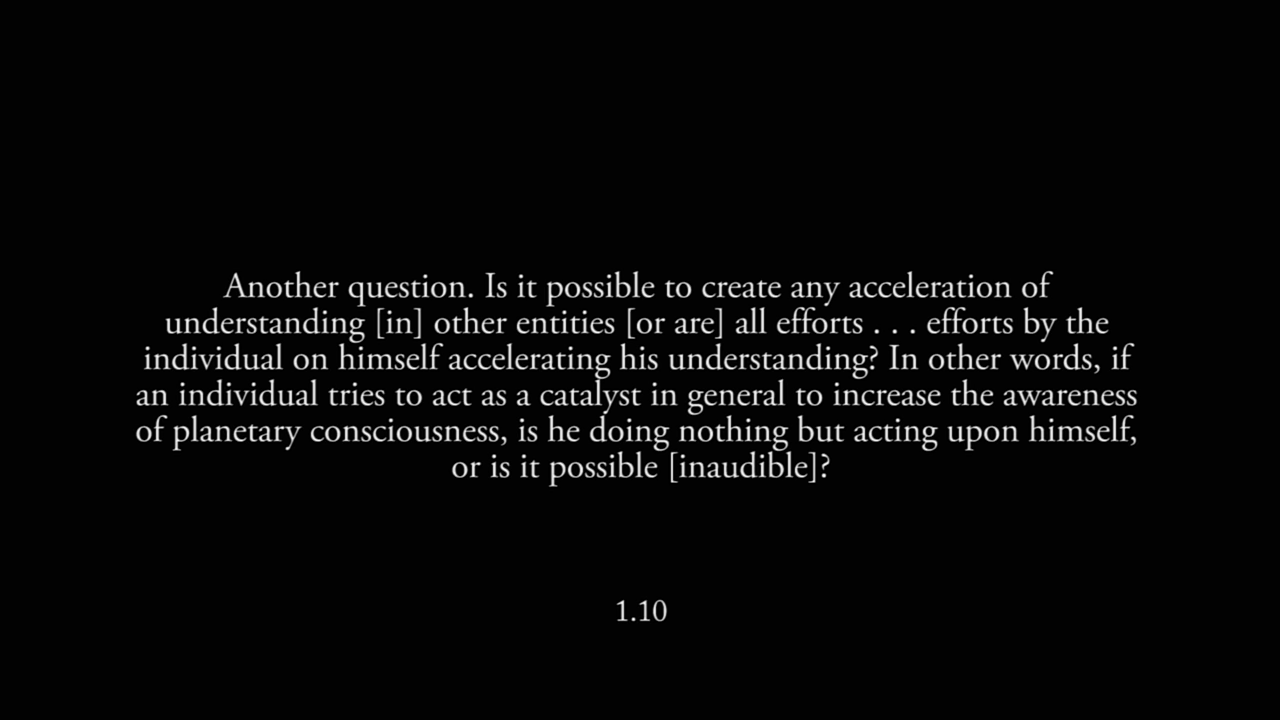 Another question. Is it possible to create any acceleration of
understanding [in] other entities [or are] all efforts . . . efforts by the
individual on himself accelerating his understanding? In other words, if
an individual tries to act as a catalyst in general to increase the awareness
of planetary consciousness, is he doing nothing but acting upon himself,
or is it possible [inaudible]?
1.10